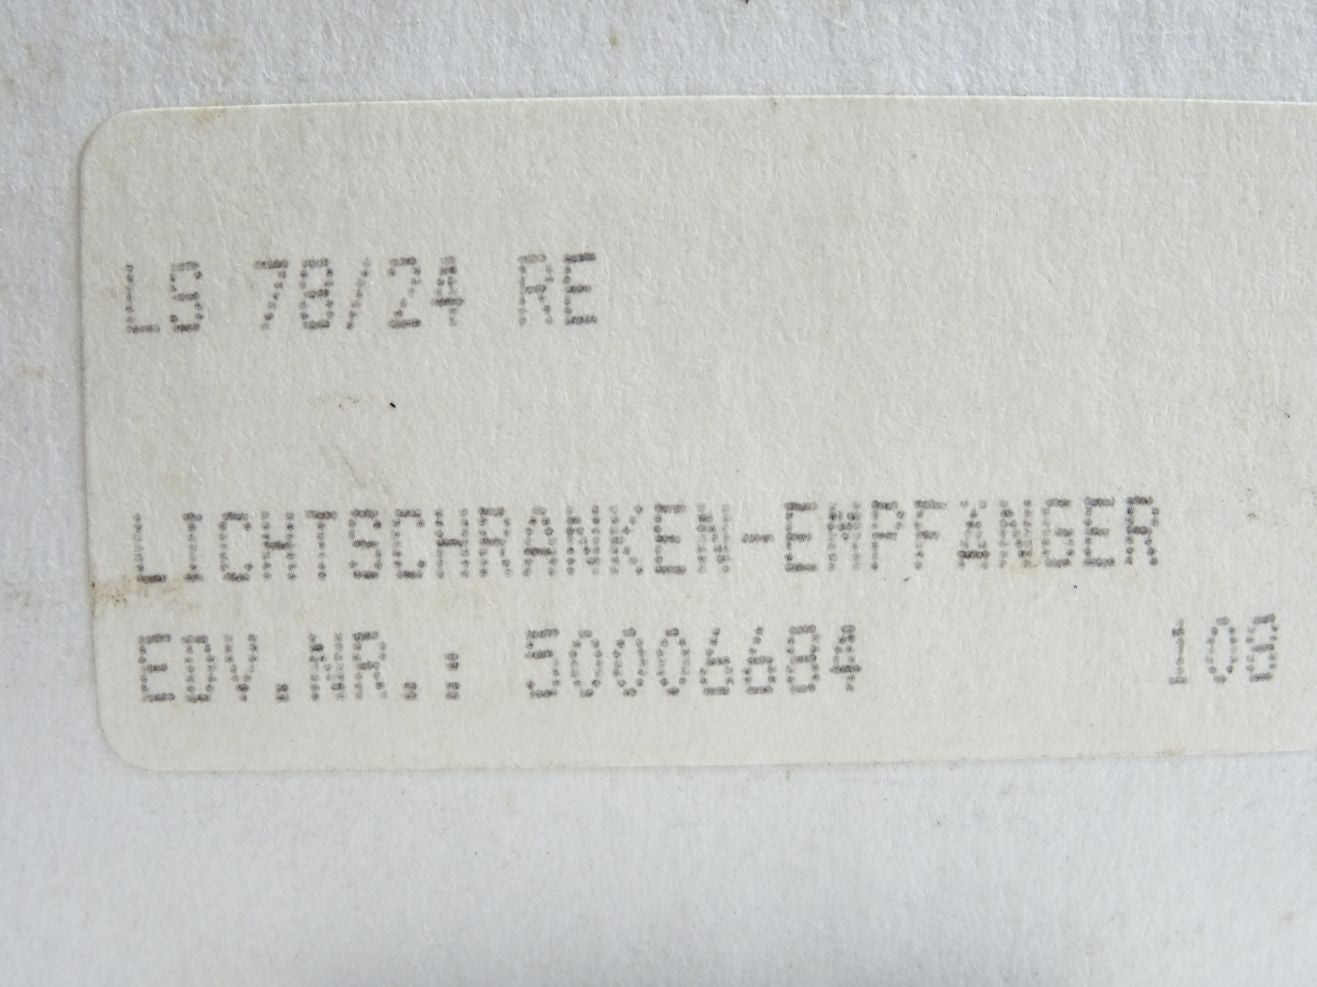 LS 78/24 RE
LICHTSCHRANKEN-EMPFÄNGER
EDV.NR.: 50006684 108